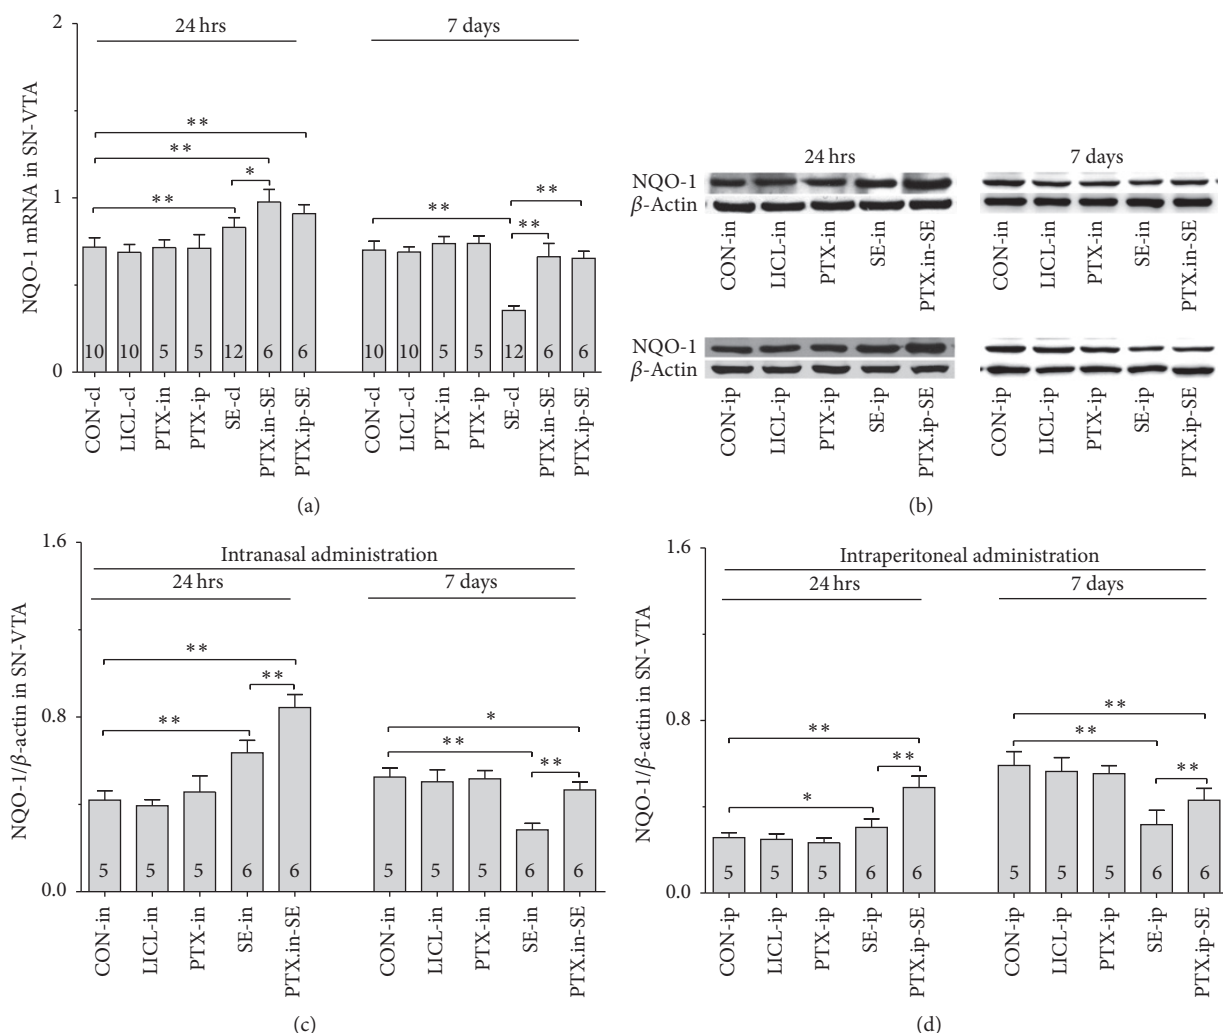 2
24 hrs
7 days
NQO-1 mRNA in SN-VTA
**
**
*
**
**
**
**
1
0
10 10 5 5 12 6 6
10 10 5 5 12 6 6
CON-cl
LICL-cl
PTX-in
PTX-ip
SE-cl
PTX.in-SE
PTX.ip-SE
CON-cl
LICL-cl
PTX-in
PTX-ip
SE-cl
PTX.in-SE
PTX.ip-SE
(a)
24 hrs
7 days
NQO-1
β-Actin
CON-in
LICL-in
PTX-in
SE-in
PTX.in-SE
CON-in
LICL-in
PTX-in
SE-in
PTX.in-SE
NQO-1
β-Actin
CON-ip
LICL-ip
PTX-ip
SE-ip
PTX.ip-SE
CON-ip
LICL-ip
PTX-ip
SE-ip
PTX.ip-SE
(b)
1.6
Intranasal administration
24 hrs
7 days
NQO-1/β-actin in SN-VTA
**
**
**
*
**
**
0.8
0.0
5 5 5 6 6
5 5 5 6 6
CON-in
LICL-in
PTX-in
SE-in
PTX.in-SE
CON-in
LICL-in
PTX-in
SE-in
PTX.in-SE
(c)
1.6
Intraperitoneal administration
24 hrs
7 days
NQO-1/β-actin in SN-VTA
**
**
*
**
**
**
0.8
0.0
5 5 5 6 6
5 5 5 6 6
CON-ip
LICL-ip
PTX-ip
SE-ip
PTX.ip-SE
CON-ip
LICL-ip
PTX-ip
SE-ip
PTX.ip-SE
(d)